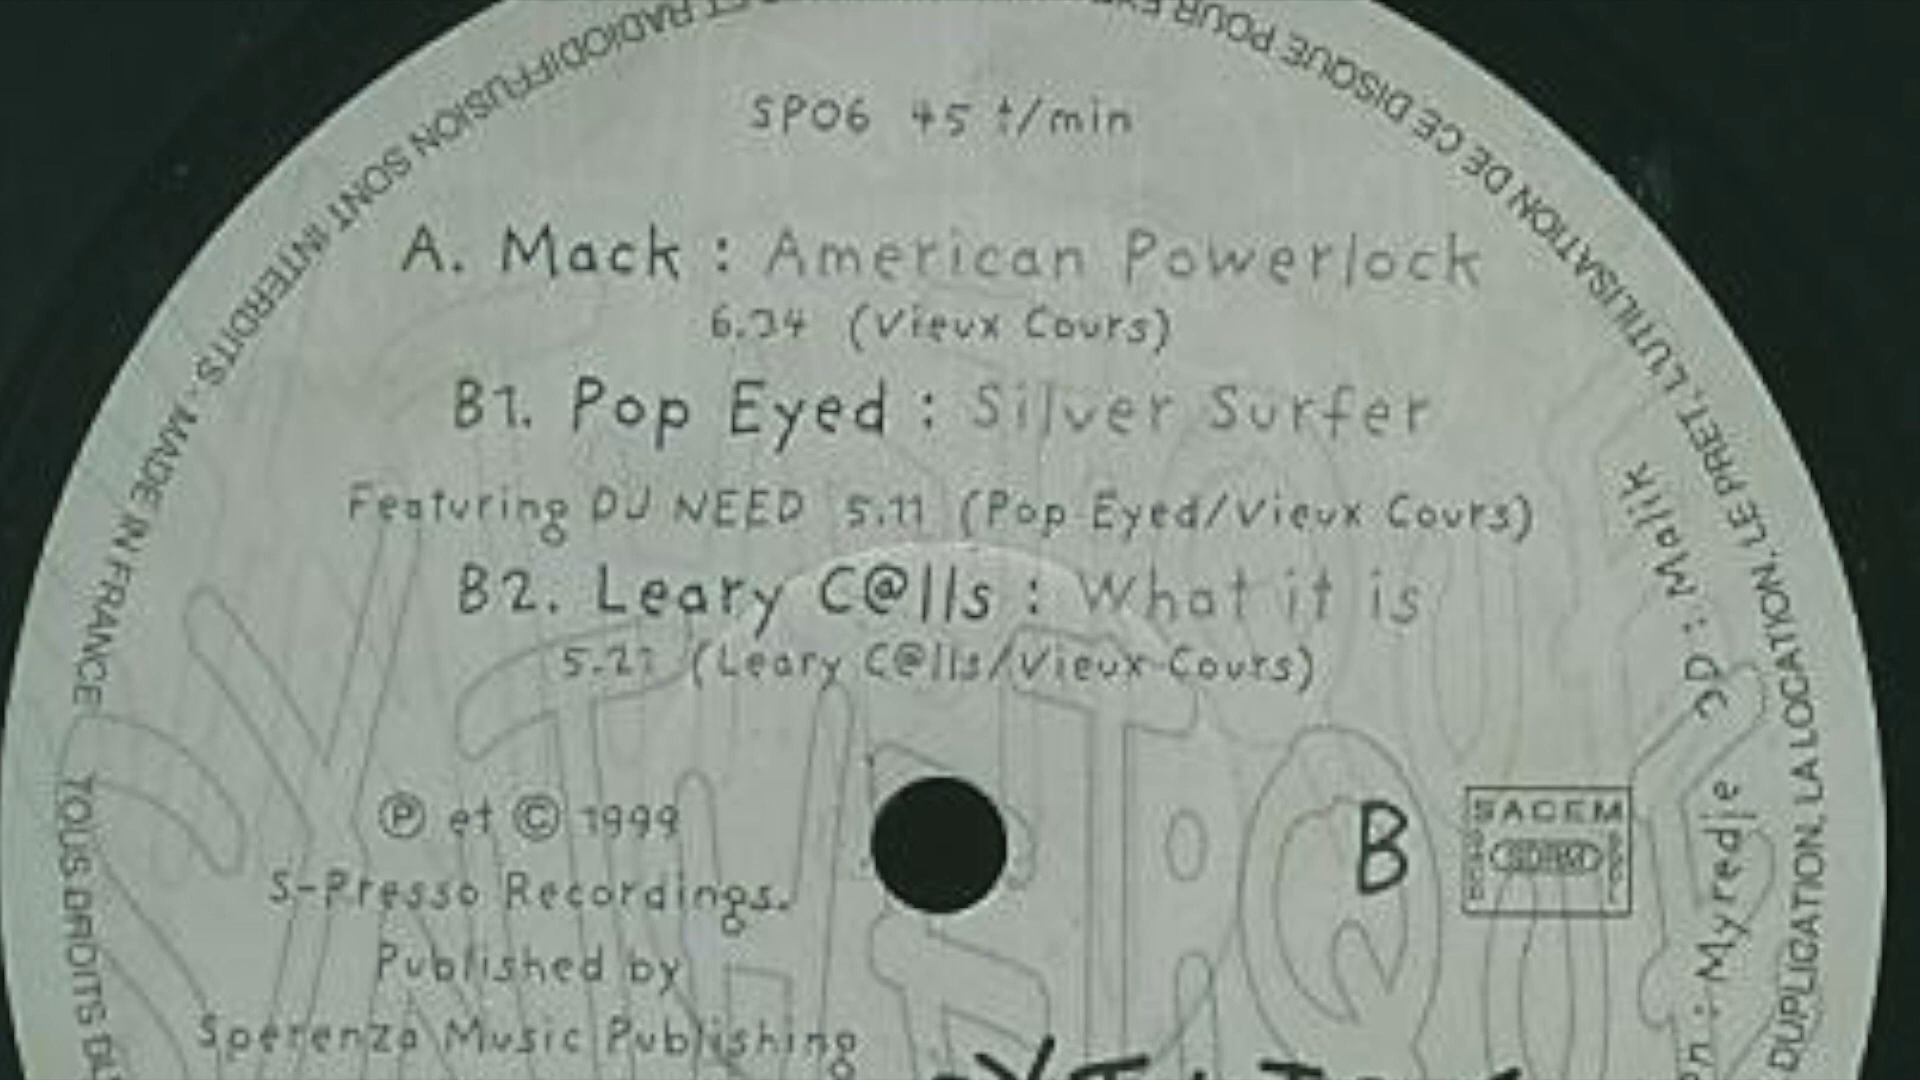 SP06 45 t/min
A. Mack : American Powerlock
6.34 (Vieux Cours)
B1. Pop Eyed : Silver Surfer
Featuring DJ NEED 5.11 (Pop Eyed/Vieux Cours)
B2. Leary C@lls : What it is
5.21 (Leary C@lls/Vieux Cours)
Ⓟ et © 1999
S-Presso Recordings.
Published by
Sperenza Music Publishing
B
SACEM
SDRM
3D : Malik
: Myredje
TOUS DROITS
DUPLICATION, LA LOCATION, LE PRET, L'UTILISATION DE CE DISQUE POUR
ET RADIODIFFUSION SONT INTERDITS · MADE IN FRANCE